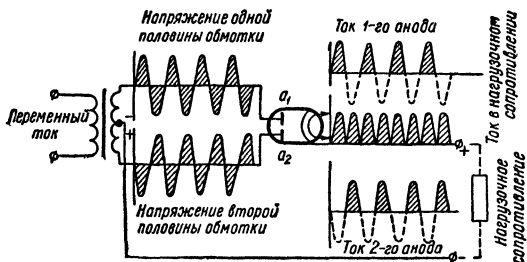 Напряжение одной
половины обмотки
Ток 1-го анода
Ток в нагрузочном
сопротивлении
Переменный
ток
a₁
a₂
Напряжение второй
половины обмотки
Ток 2-го анода
Нагрузочное
сопротивление